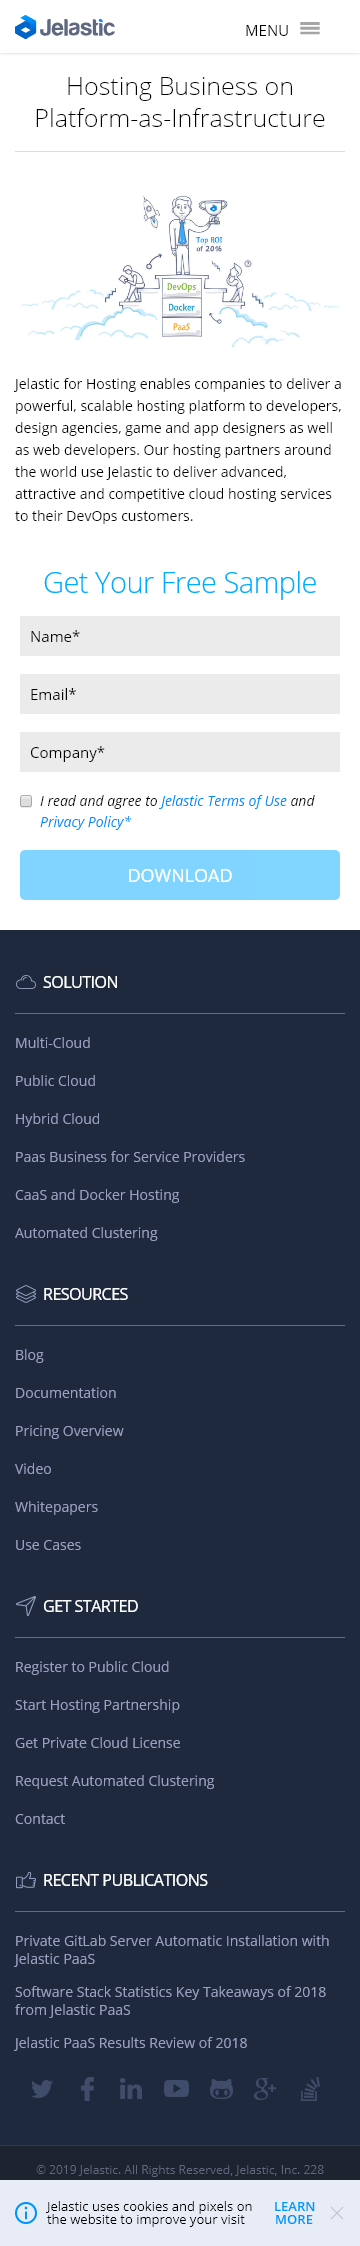 Jelastic
MENU
Hosting Business on
Platform-as-Infrastructure
Top ROI
of 20%
DevOps
Docker
PaaS
Jelastic for Hosting enables companies to deliver a
powerful, scalable hosting platform to developers,
design agencies, game and app designers as well
as web developers. Our hosting partners around
the world use Jelastic to deliver advanced,
attractive and competitive cloud hosting services
to their DevOps customers.
Get Your Free Sample
Name*
Email*
Company*
I read and agree to Jelastic Terms of Use and
Privacy Policy*
DOWNLOAD
SOLUTION
Multi-Cloud
Public Cloud
Hybrid Cloud
Paas Business for Service Providers
CaaS and Docker Hosting
Automated Clustering
RESOURCES
Blog
Documentation
Pricing Overview
Video
Whitepapers
Use Cases
GET STARTED
Register to Public Cloud
Start Hosting Partnership
Get Private Cloud License
Request Automated Clustering
Contact
RECENT PUBLICATIONS
Private GitLab Server Automatic Installation with
Jelastic PaaS
Software Stack Statistics Key Takeaways of 2018
from Jelastic PaaS
Jelastic PaaS Results Review of 2018
© 2019 Jelastic. All Rights Reserved, Jelastic, Inc. 228
Jelastic uses cookies and pixels on
the website to improve your visit
LEARN
MORE